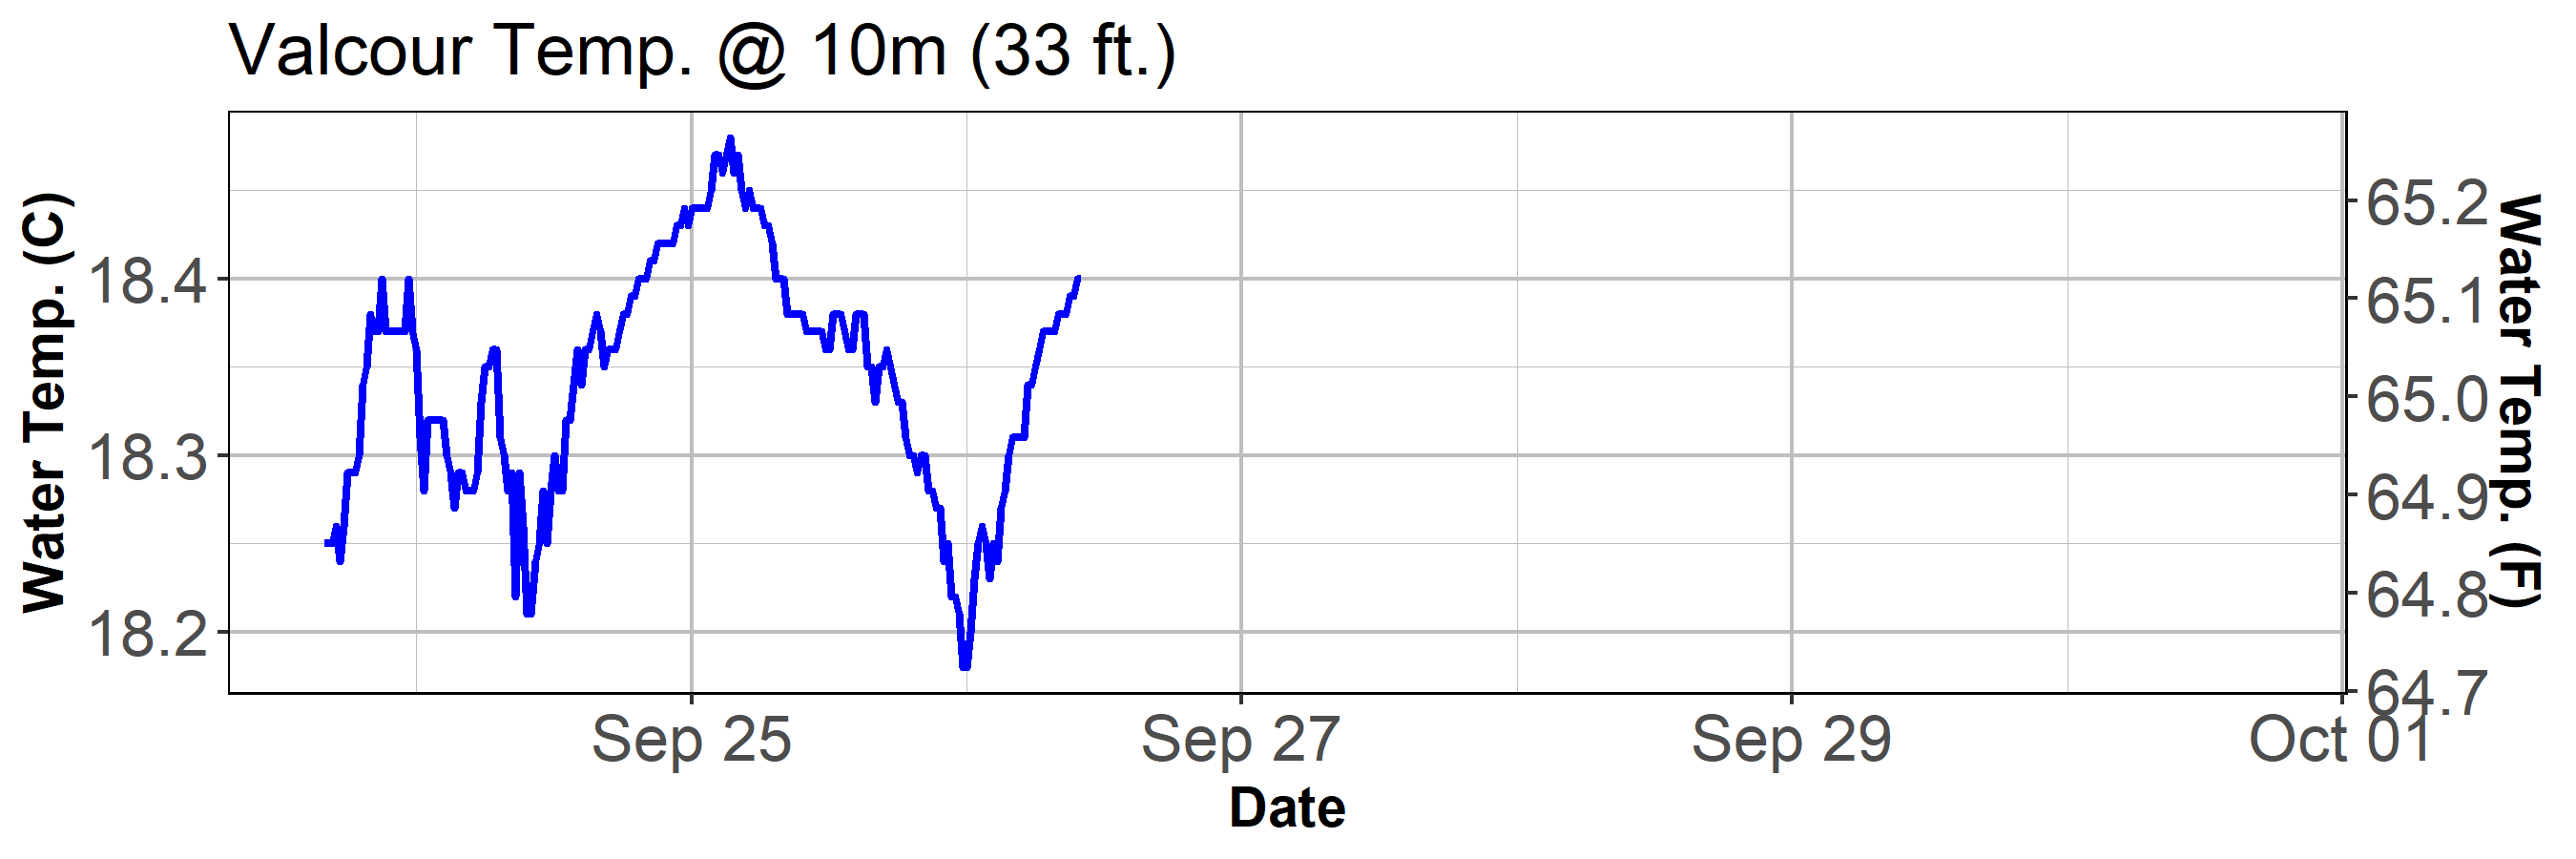 Valcour Temp. @ 10m (33 ft.)
Water Temp. (C)
18.4
18.3
18.2
65.2
65.1
65.0
64.9
64.8
64.7
Water Temp. (F)
Sep 25
Sep 27
Sep 29
Oct 01
Date